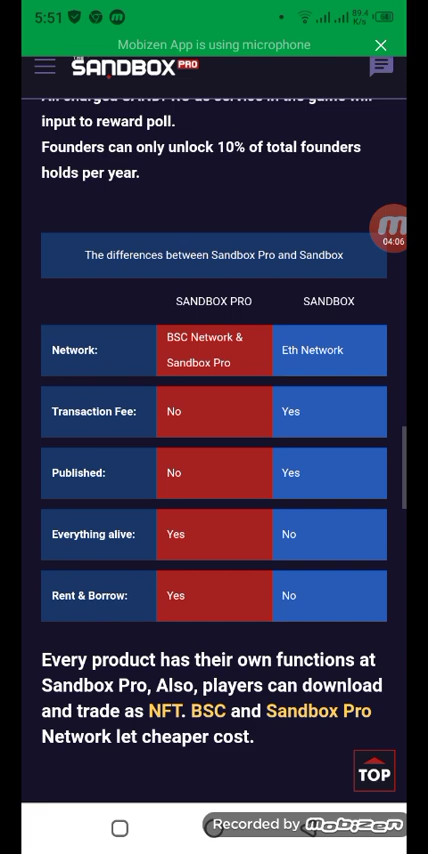 5:51
89.4
K/s
68
Mobizen App is using microphone
THE
SANDBOX PRO
input to reward poll.
Founders can only unlock 10% of total founders
holds per year.
04:06
The differences between Sandbox Pro and Sandbox
SANDBOX PRO SANDBOX
Network: BSC Network & Sandbox Pro Eth Network
Transaction Fee: No Yes
Published: No Yes
Everything alive: Yes No
Rent & Borrow: Yes No
Every product has their own functions at
Sandbox Pro, Also, players can download
and trade as NFT. BSC and Sandbox Pro
Network let cheaper cost.
TOP
Recorded by mobizen